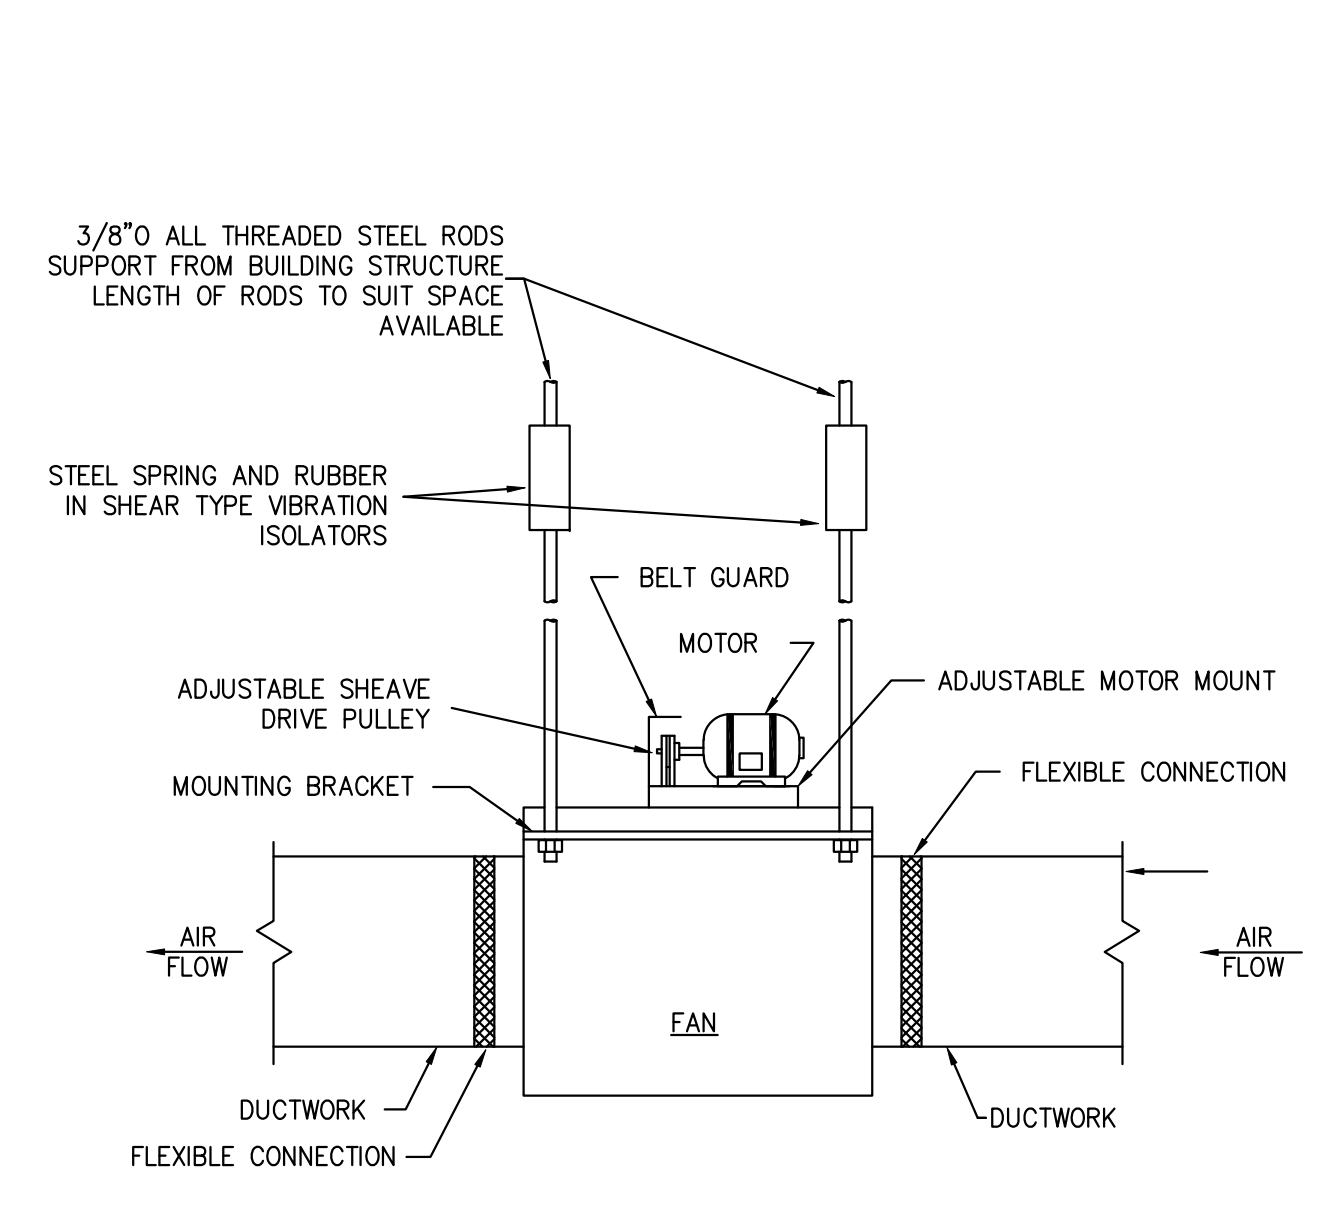 3/8"O ALL THREADED STEEL RODS
SUPPORT FROM BUILDING STRUCTURE
LENGTH OF RODS TO SUIT SPACE
AVAILABLE
STEEL SPRING AND RUBBER
IN SHEAR TYPE VIBRATION
ISOLATORS
BELT GUARD
MOTOR
ADJUSTABLE SHEAVE
DRIVE PULLEY
ADJUSTABLE MOTOR MOUNT
MOUNTING BRACKET
FLEXIBLE CONNECTION
AIR
FLOW
AIR
FLOW
FAN
DUCTWORK
DUCTWORK
FLEXIBLE CONNECTION